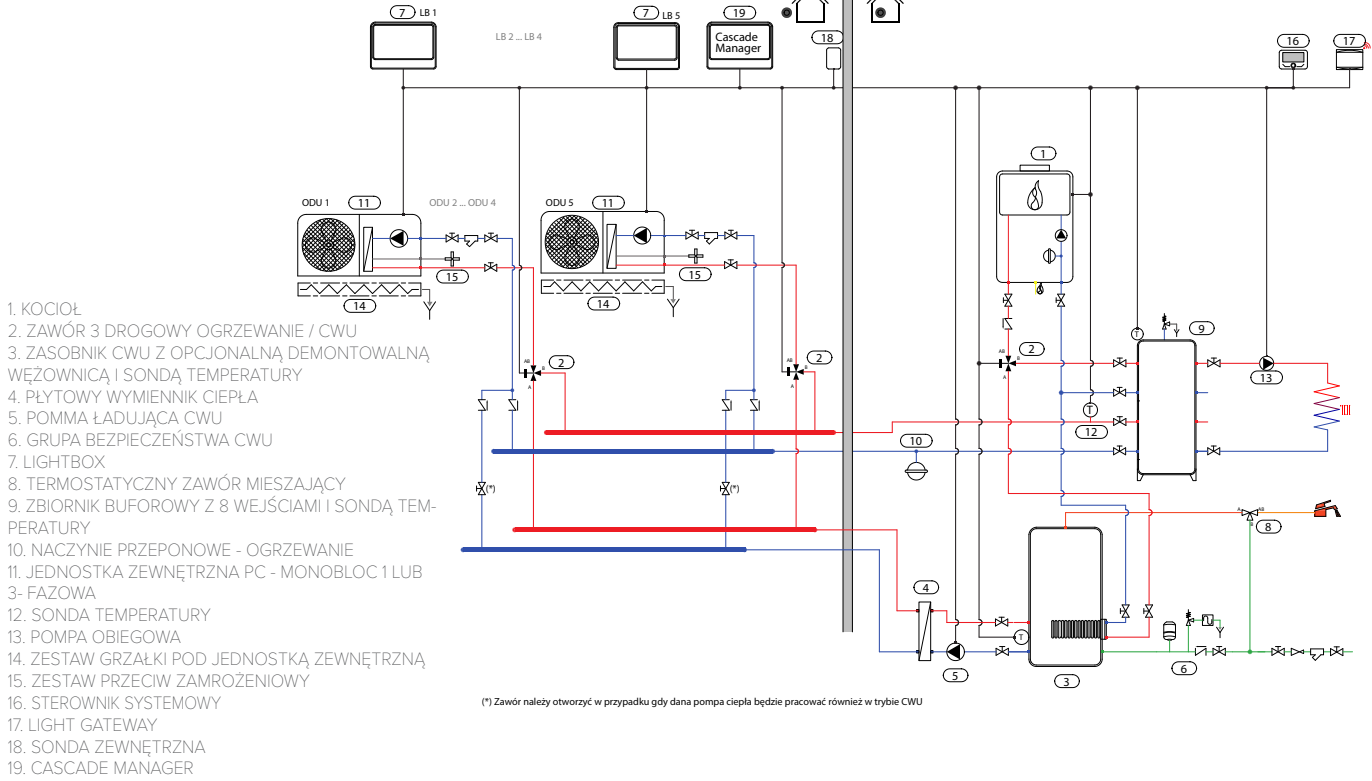 7 LB 1
LB 2 ... LB 4
7 LB 5
19
Cascade
Manager
18
16
17
1
ODU 1 11
ODU 2 ... ODU 4
ODU 5 11
15
15
14
14
9
T
AB
B
A
2
AB
B
A
2
AB
B
A
2
13
T
12
10
(*)
(*)
A
AB
B
8
4
T
5
3
6
1. KOCIOŁ
2. ZAWÓR 3 DROGOWY OGRZEWANIE / CWU
3. ZASOBNIK CWU Z OPCJONALNĄ DEMONTOWALNĄ
WĘŻOWNICĄ I SONDĄ TEMPERATURY
4. PŁYTOWY WYMIENNIK CIEPŁA
5. POMMA ŁADUJĄCA CWU
6. GRUPA BEZPIECZEŃSTWA CWU
7. LIGHTBOX
8. TERMOSTATYCZNY ZAWÓR MIESZAJĄCY
9. ZBIORNIK BUFOROWY Z 8 WEJŚCIAMI I SONDĄ TEM-
PERATURY
10. NACZYNIE PRZEPONOWE - OGRZEWANIE
11. JEDNOSTKA ZEWNĘTRZNA PC - MONOBLOC 1 LUB
3- FAZOWA
12. SONDA TEMPERATURY
13. POMPA OBIEGOWA
14. ZESTAW GRZAŁKI POD JEDNOSTKĄ ZEWNĘTRZNĄ
15. ZESTAW PRZECIW ZAMROŻENIOWY
16. STEROWNIK SYSTEMOWY
17. LIGHT GATEWAY
18. SONDA ZEWNĘTRZNA
19. CASCADE MANAGER
(*) Zawór należy otworzyć w przypadku gdy dana pompa ciepła będzie pracować również w trybie CWU